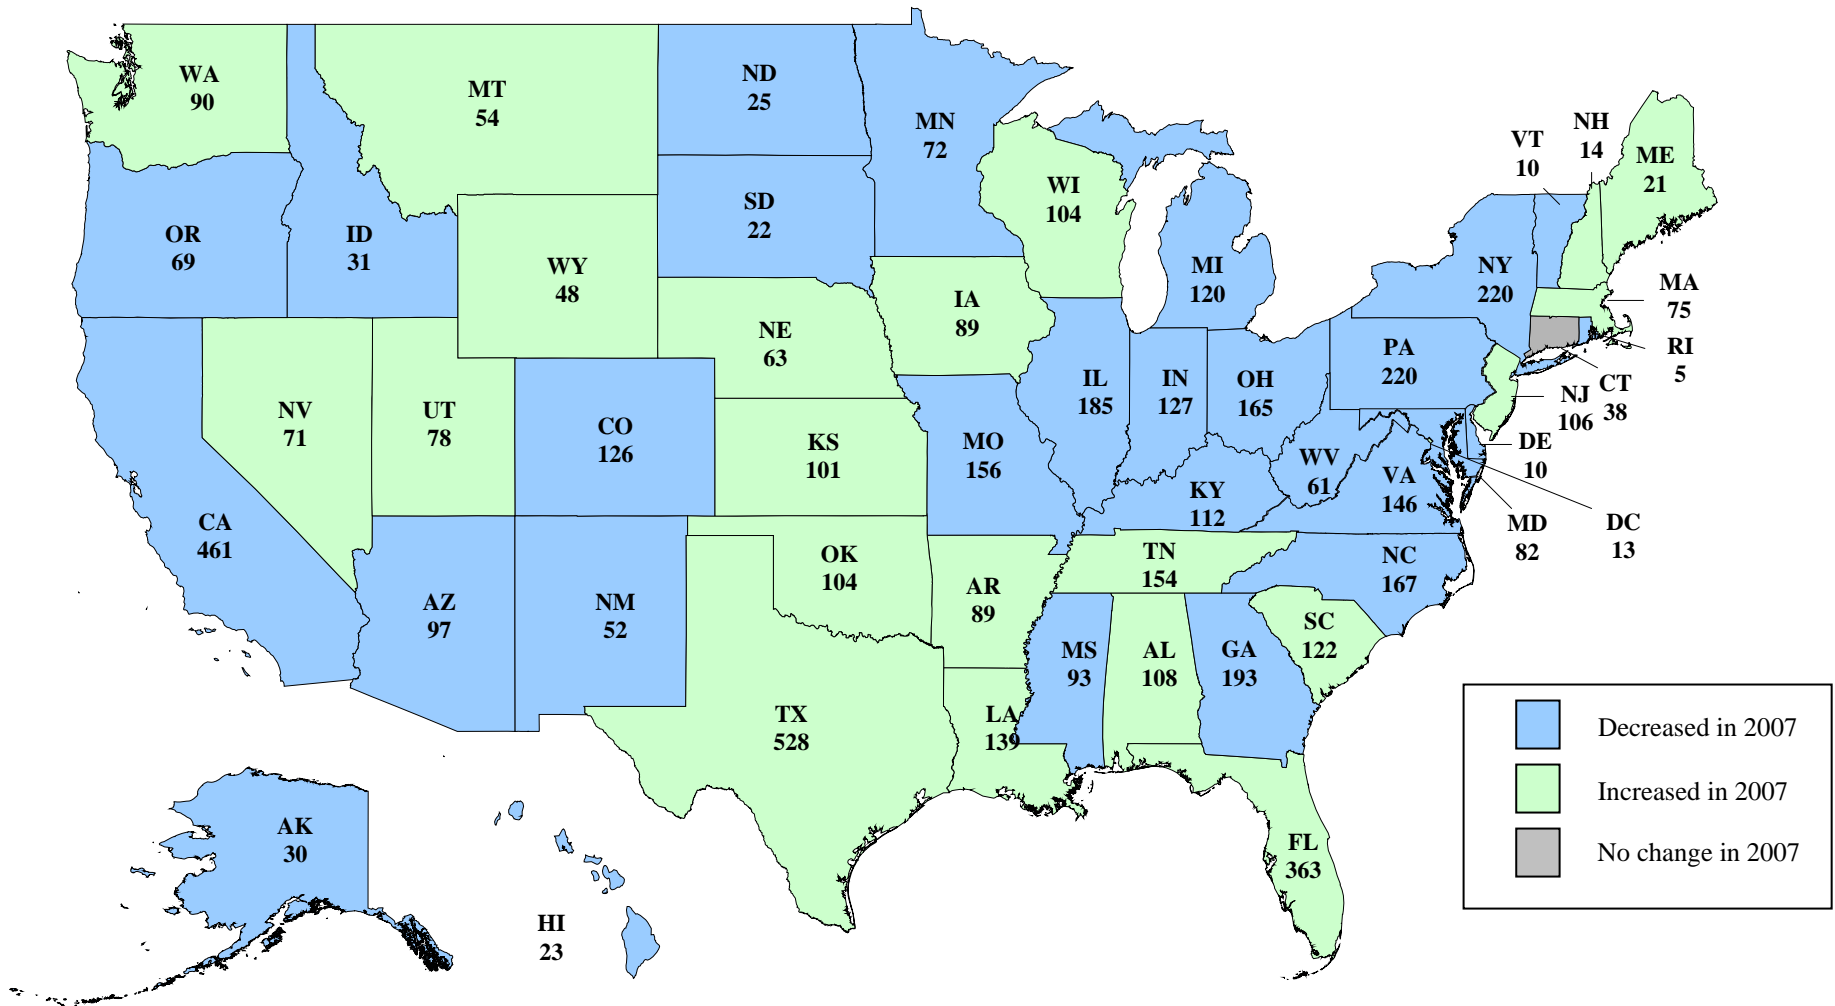 WA
90
MT
54
ND
25
MN
72
VT
10
NH
14
ME
21
OR
69
ID
31
WY
48
SD
22
WI
104
MI
120
NY
220
MA
75
RI
5
CT
38
NJ
106
NV
71
UT
78
CO
126
NE
63
IA
89
IL
185
IN
127
OH
165
PA
220
DE
10
KS
101
MO
156
KY
112
WV
61
VA
146
MD
82
DC
13
CA
461
AZ
97
NM
52
OK
104
AR
89
TN
154
NC
167
TX
528
LA
139
MS
93
AL
108
GA
193
SC
122
FL
363
AK
30
HI
23
Decreased in 2007
Increased in 2007
No change in 2007